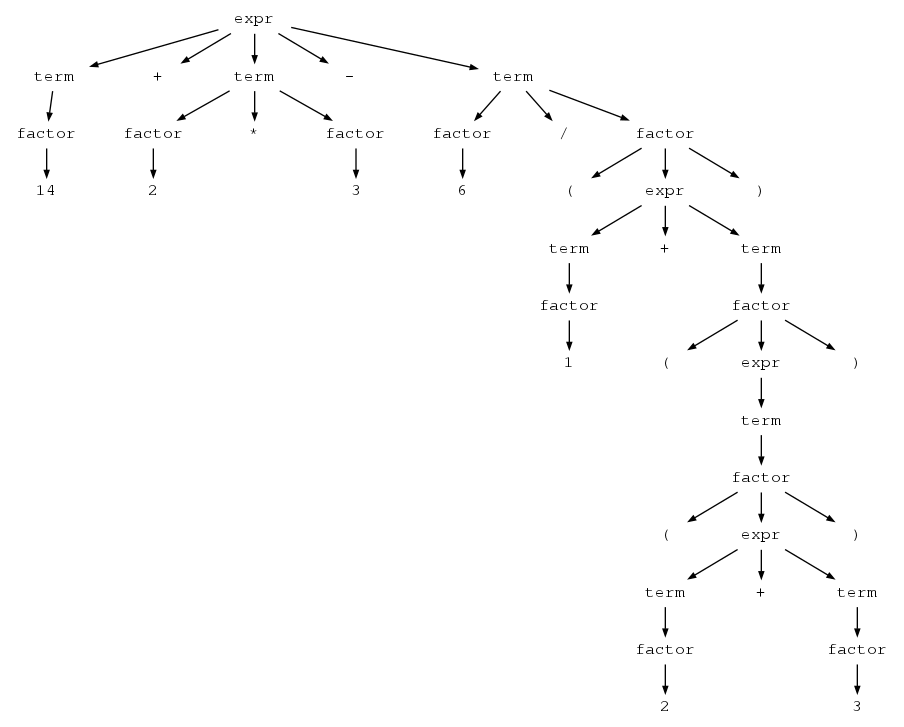 expr
term + term -  term
factor factor * factor factor / factor
14 2 3 6 ( expr )
term + term
factor factor
1 ( expr )
term
factor
( expr )
term + term
factor factor
2 3